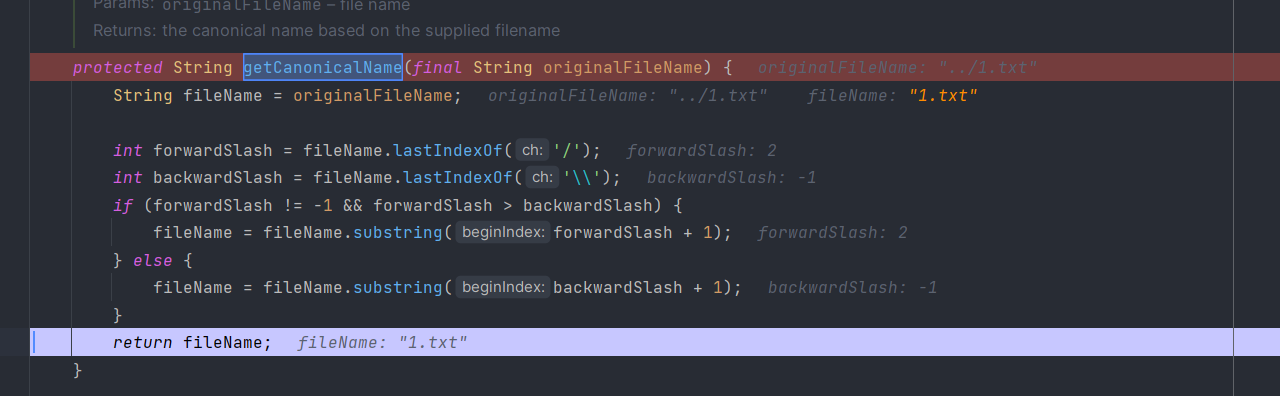 Params: originalFileName – file name
Returns: the canonical name based on the supplied filename
protected String getCanonicalName(final String originalFileName) { originalFileName: "../1.txt"
String fileName = originalFileName; originalFileName: "../1.txt" fileName: "1.txt"
int forwardSlash = fileName.lastIndexOf( ch: '/'); forwardSlash: 2
int backwardSlash = fileName.lastIndexOf( ch: '\\'); backwardSlash: -1
if (forwardSlash != -1 && forwardSlash > backwardSlash) {
fileName = fileName.substring( beginIndex: forwardSlash + 1); forwardSlash: 2
} else {
fileName = fileName.substring( beginIndex: backwardSlash + 1); backwardSlash: -1
}
return fileName; fileName: "1.txt"
}